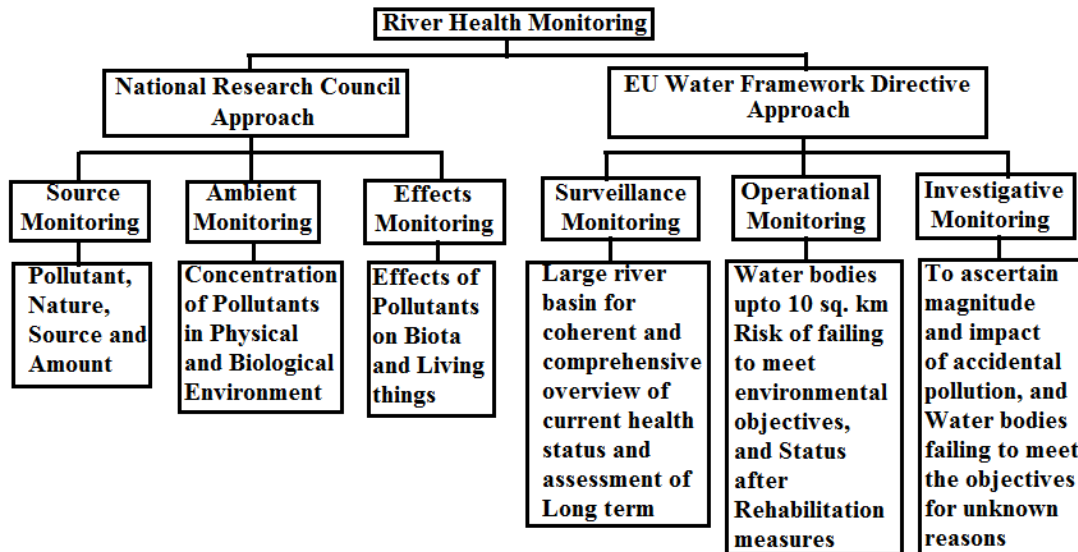 River Health Monitoring
National Research Council
Approach
EU Water Framework Directive
Approach
Source
Monitoring
Ambient
Monitoring
Effects
Monitoring
Surveillance
Monitoring
Operational
Monitoring
Investigative
Monitoring
Pollutant,
Nature,
Source and
Amount
Concentration
of Pollutants
in Physical
and Biological
Environment
Effects of
Pollutants
on Biota
and Living
things
Large river
basin for
coherent and
comprehensive
overview of
current health
status and
assessment of
Long term
Water bodies
upto 10 sq. km
Risk of failing
to meet
environmental
objectives,
and Status
after
Rehabilitation
measures
To ascertain
magnitude
and impact
of accidental
pollution, and
Water bodies
failing to meet
the objectives
for unknown
reasons